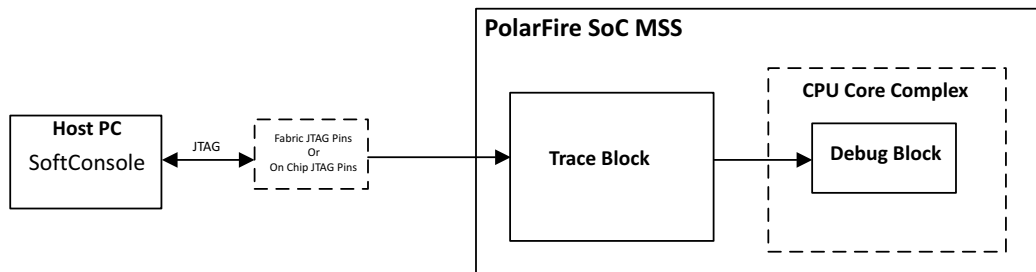 PolarFire SoC MSS
Host PC
SoftConsole
JTAG
Fabric JTAG Pins
Or
On Chip JTAG Pins
Trace Block
CPU Core Complex
Debug Block